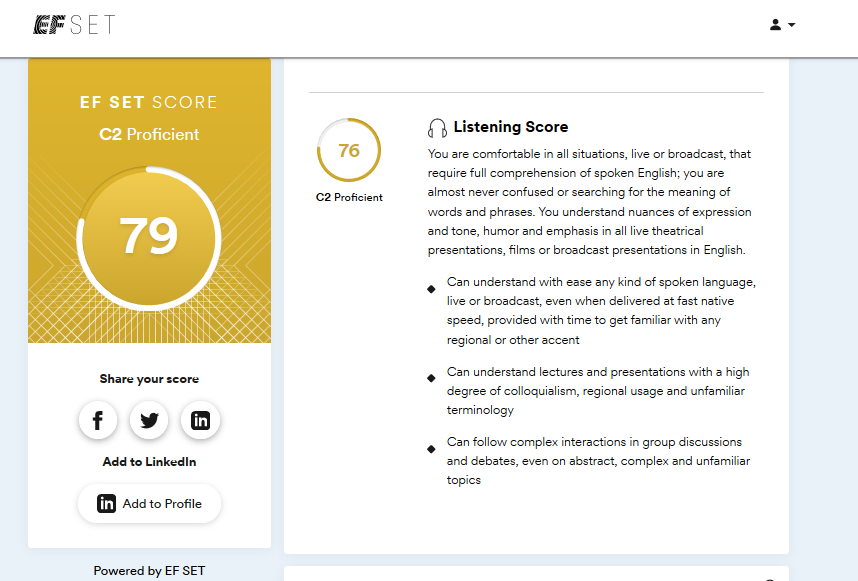 EF SET
EF SET SCORE
C2 Proficient
79
Share your score
Add to LinkedIn
Add to Profile
Powered by EF SET
76
C2 Proficient
Listening Score
You are comfortable in all situations, live or broadcast, that
require full comprehension of spoken English; you are
almost never confused or searching for the meaning of
words and phrases. You understand nuances of expression
and tone, humor and emphasis in all live theatrical
presentations, films or broadcast presentations in English.
Can understand with ease any kind of spoken language,
live or broadcast, even when delivered at fast native
speed, provided with time to get familiar with any
regional or other accent
Can understand lectures and presentations with a high
degree of colloquialism, regional usage and unfamiliar
terminology
Can follow complex interactions in group discussions
and debates, even on abstract, complex and unfamiliar
topics